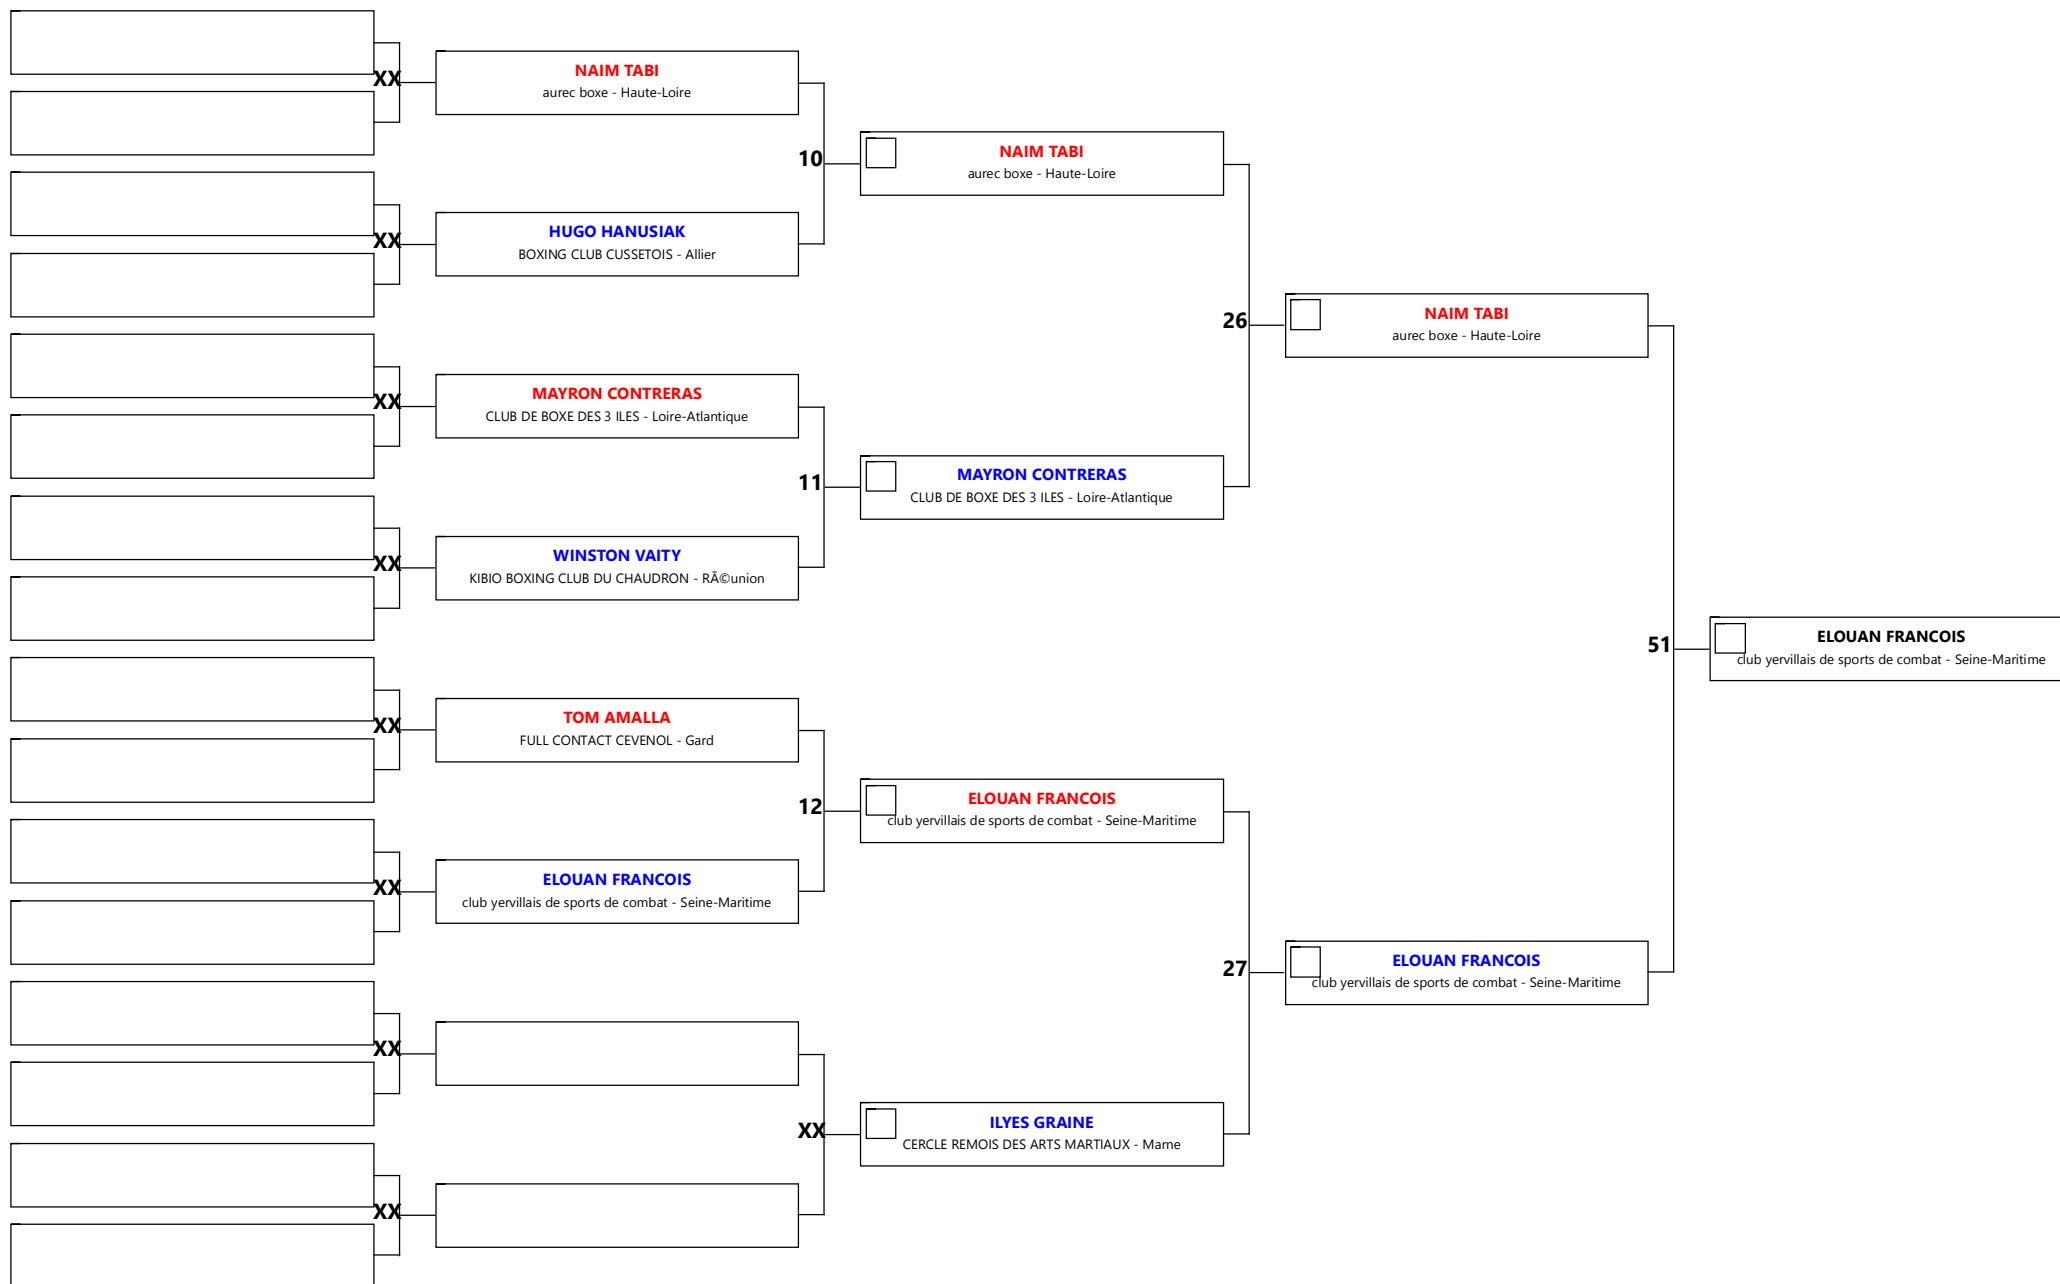 XX
XX
XX
XX
XX
XX
XX
XX
NAIM TABI
aurec boxe - Haute-Loire
HUGO HANUSIAK
BOXING CLUB CUSSETOIS - Allier
MAYRON CONTRERAS
CLUB DE BOXE DES 3 ILES - Loire-Atlantique
WINSTON VAITY
KIBIO BOXING CLUB DU CHAUDRON - RÃ©union
TOM AMALLA
FULL CONTACT CEVENOL - Gard
ELOUAN FRANCOIS
club yervillais de sports de combat - Seine-Maritime
10
11
12
XX
NAIM TABI
aurec boxe - Haute-Loire
MAYRON CONTRERAS
CLUB DE BOXE DES 3 ILES - Loire-Atlantique
ELOUAN FRANCOIS
club yervillais de sports de combat - Seine-Maritime
ILYES GRAINE
CERCLE REMOIS DES ARTS MARTIAUX - Marne
26
27
NAIM TABI
aurec boxe - Haute-Loire
ELOUAN FRANCOIS
club yervillais de sports de combat - Seine-Maritime
51
ELOUAN FRANCOIS
club yervillais de sports de combat - Seine-Maritime